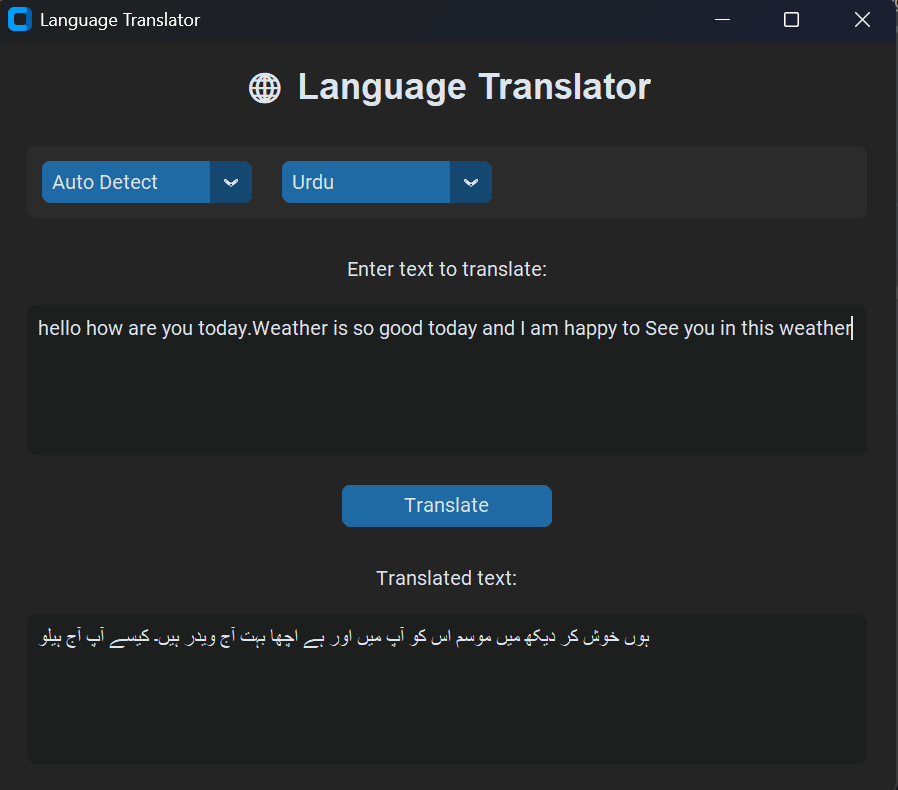 Language Translator
🌐 Language Translator
Auto Detect
Urdu
Enter text to translate:
hello how are you today.Weather is so good today and I am happy to See you in this weather
Translate
Translated text:
ہوں خوش کر دیکھ میں موسم اس کو آپ میں اور ہے اچھا بہت آج ویدر ہیں۔ کیسے آپ آج ہیلو